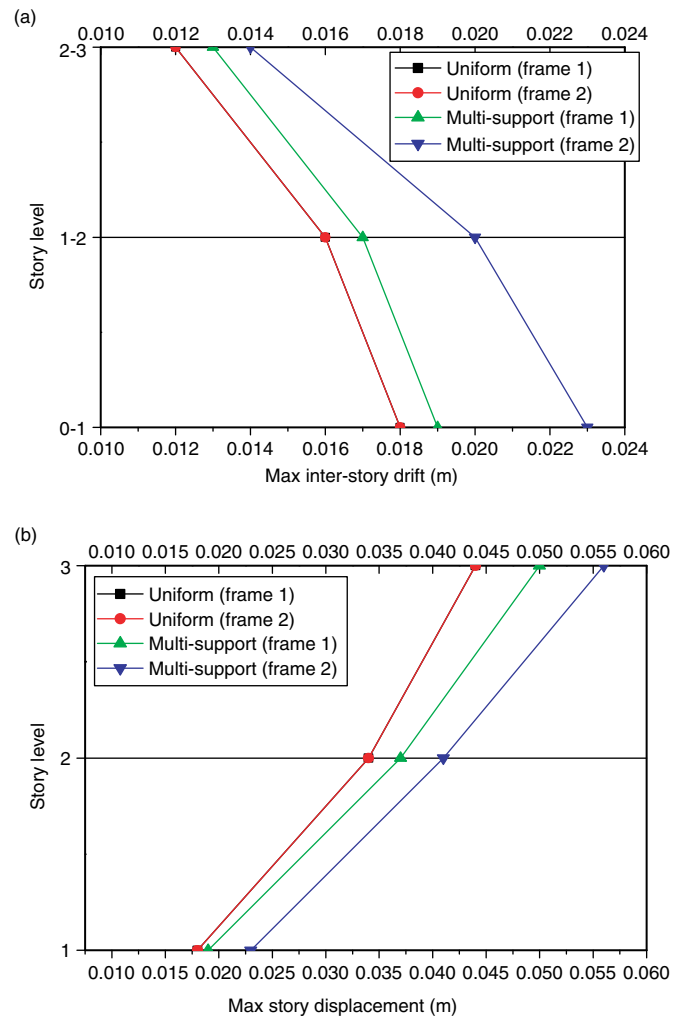 (a)
0.010 0.012 0.014 0.016 0.018 0.020 0.022 0.024
2-3
Uniform (frame 1)
Uniform (frame 2)
Multi-support (frame 1)
Multi-support (frame 2)
Story level
1-2
0-1
0.010 0.012 0.014 0.016 0.018 0.020 0.022 0.024
Max inter-story drift (m)
(b)
0.010 0.015 0.020 0.025 0.030 0.035 0.040 0.045 0.050 0.055 0.060
3
Uniform (frame 1)
Uniform (frame 2)
Multi-support (frame 1)
Multi-support (frame 2)
Story level
2
1
0.010 0.015 0.020 0.025 0.030 0.035 0.040 0.045 0.050 0.055 0.060
Max story displacement (m)